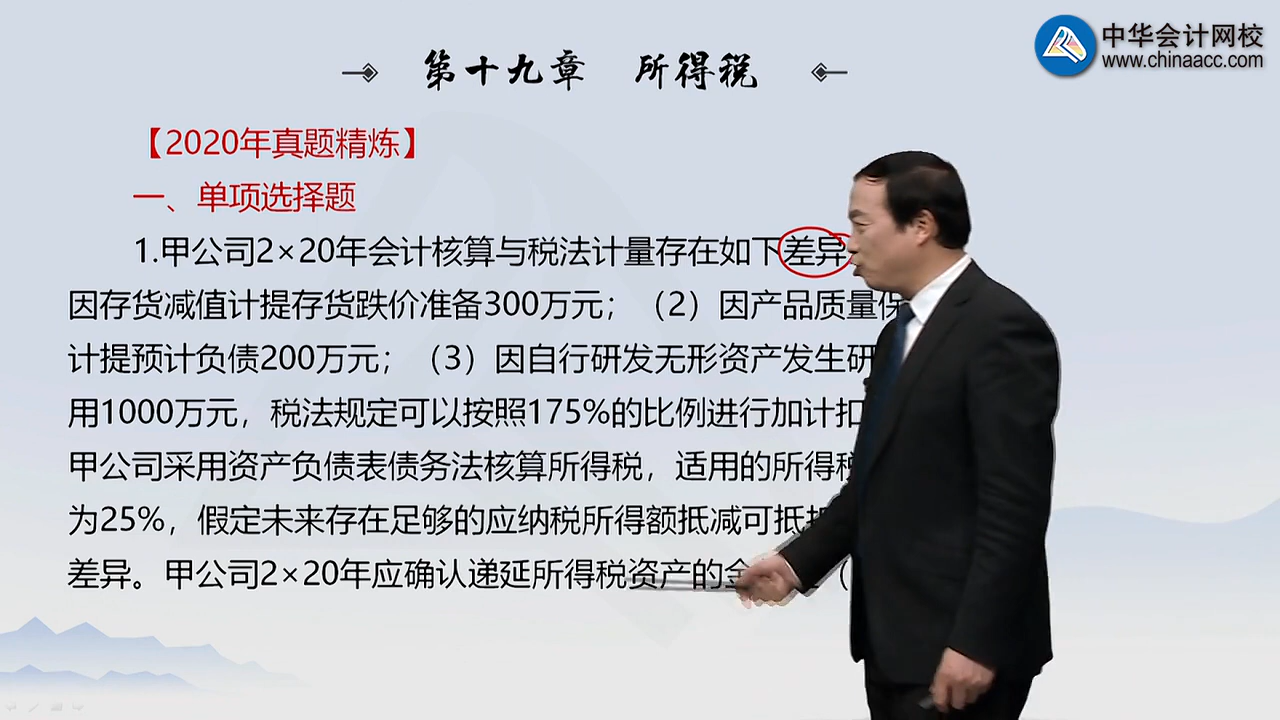 中华会计网校
www.chinaacc.com
第十九章 所得税
【2020年真题精炼】
一、单项选择题
1.甲公司2×20年会计核算与税法计量存在如下差异
因存货减值计提存货跌价准备300万元；（2）因产品质量保
计提预计负债200万元；（3）因自行研发无形资产发生研
用1000万元，税法规定可以按照175%的比例进行加计扣
甲公司采用资产负债表债务法核算所得税，适用的所得税
为25%，假定未来存在足够的应纳税所得额抵减可抵扣
差异。甲公司2×20年应确认递延所得税资产的金 （